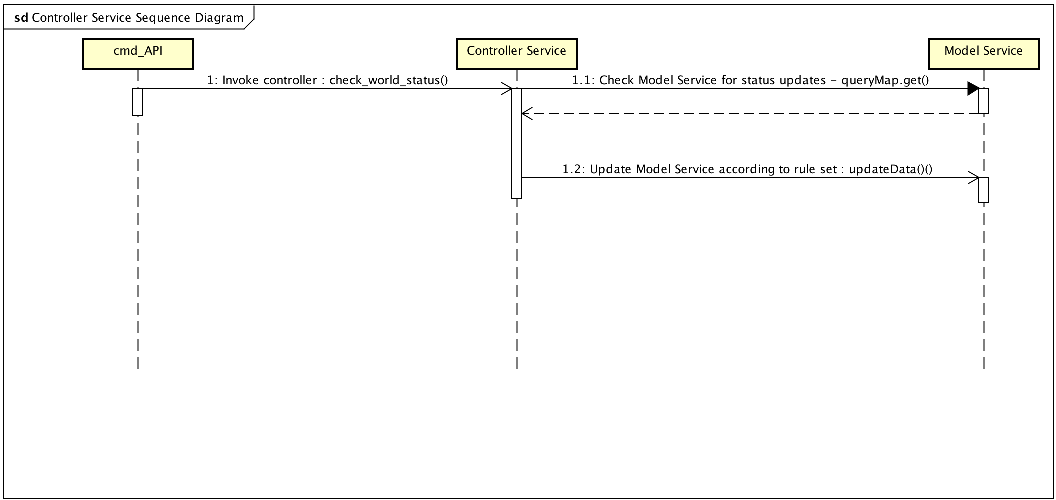 sd Controller Service Sequence Diagram
cmd_API
Controller Service
Model Service
1: Invoke controller : check_world_status()
1.1: Check Model Service for status updates - queryMap.get()
1.2: Update Model Service according to rule set : updateData()()